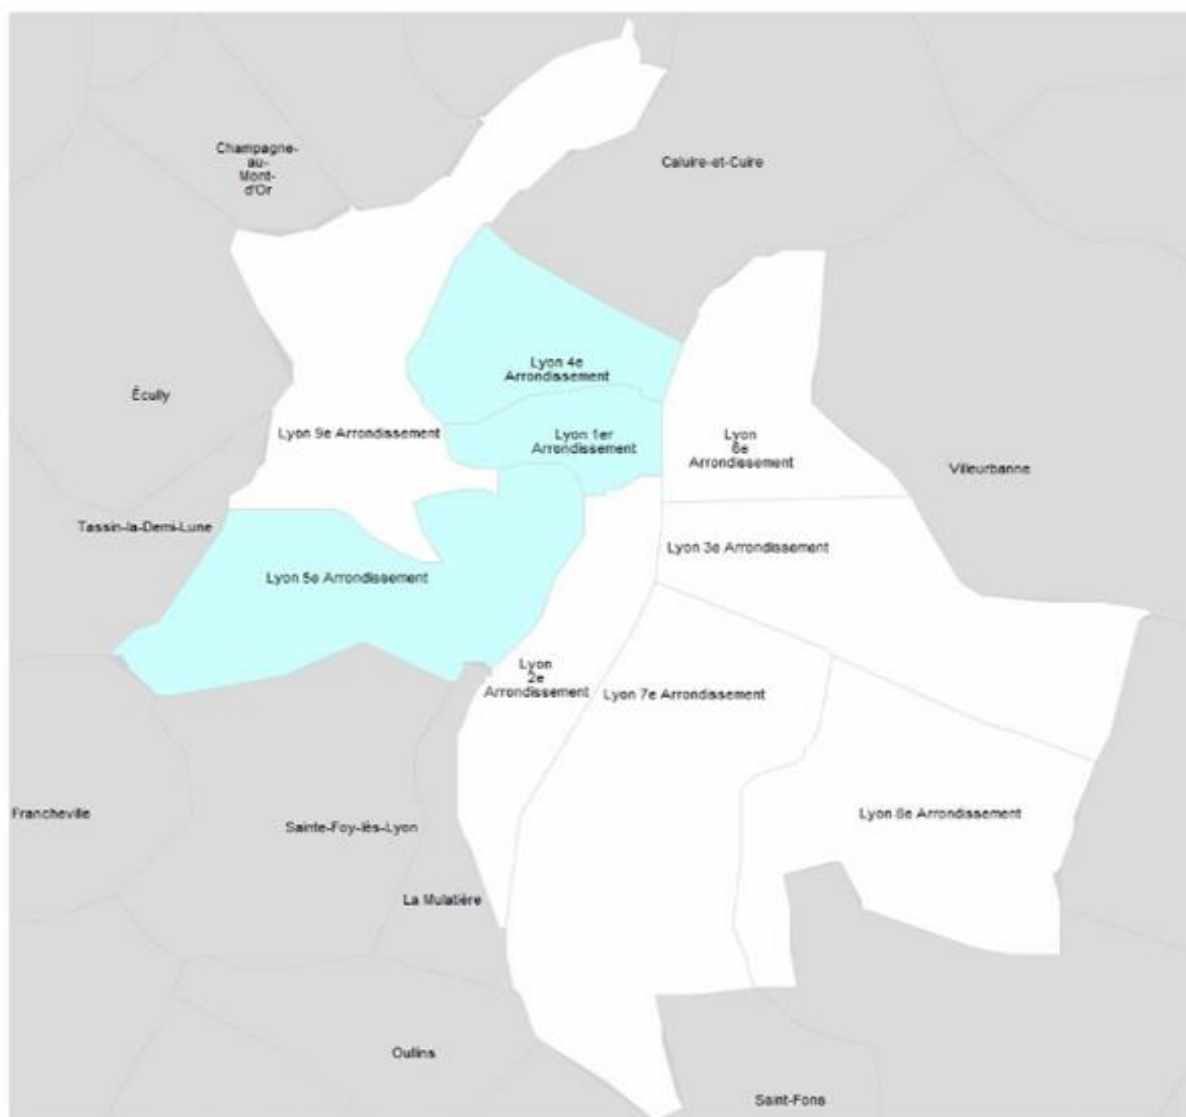 Champagne-
au-
Mont-
d'Or
Caluire-et-Cuire
Lyon 4e
Arrondissement
Écully
Lyon 9e Arrondissement
Lyon 1er
Arrondissement
Lyon
6e
Arrondissement
Villeurbanne
Tassin-la-Demi-Lune
Lyon 3e Arrondissement
Lyon 5e Arrondissement
Lyon
2e
Arrondissement
Lyon 7e Arrondissement
Francheville
Sainte-Foy-lès-Lyon
Lyon 8e Arrondissement
La Mulatière
Oullins
Saint-Fons